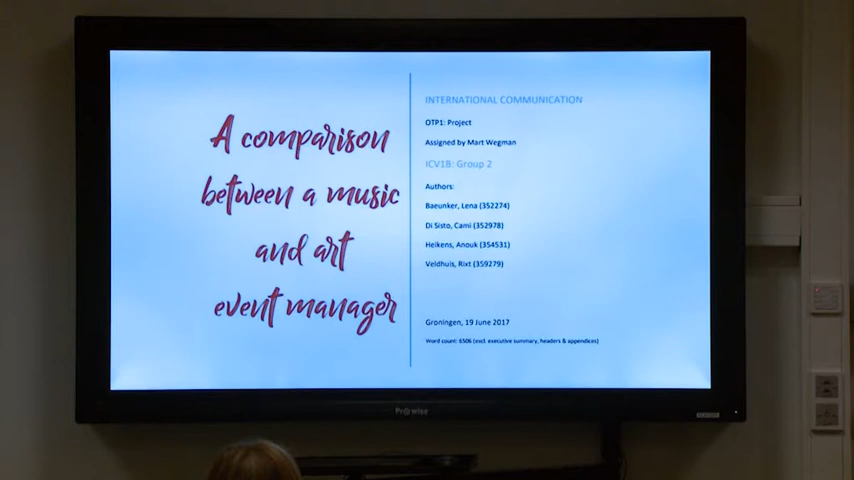 A comparison
between a music
and art
event manager
INTERNATIONAL COMMUNICATION
OTP1: Project
Assigned by Mart Wegman
ICV1B: Group 2
Authors:
Baeunker, Lena (352274)
Di Sisto, Cami (352978)
Heikens, Anouk (354531)
Veldhuis, Rixt (359279)
Groningen, 19 June 2017
Word count: 6506 (excl. executive summary, headers & appendices)
Prowise